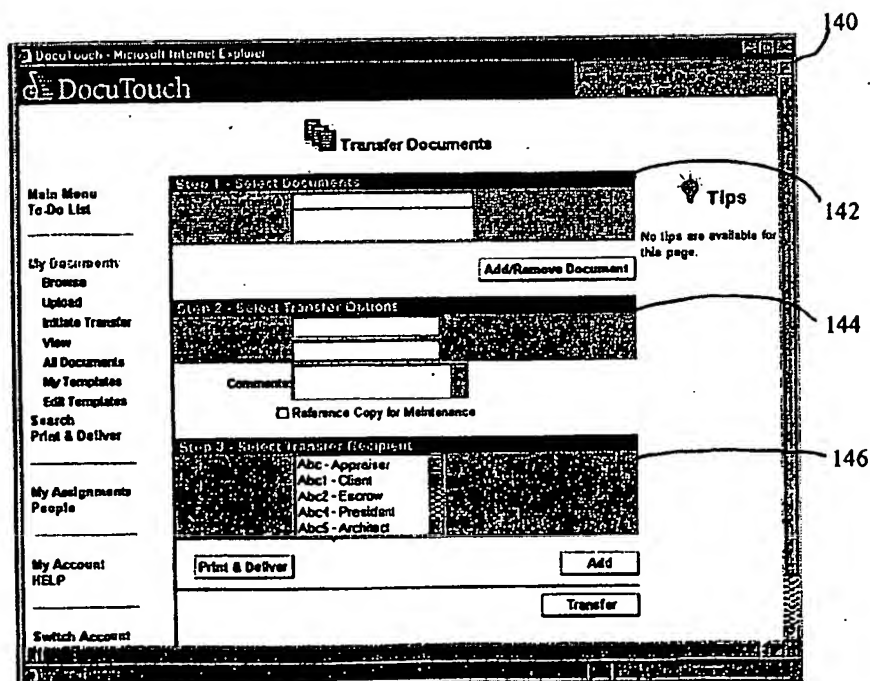 140
DocuTouch - Microsoft Internet Explorer
DocuTouch
Transfer Documents
Main Menu
To-Do List
My Documents
Browse
Upload
Initiate Transfer
View
All Documents
My Templates
Edit Templates
Search
Print & Deliver
My Assignments
People
My Account
HELP
Switch Account
Step 1 - Select Documents
Add/Remove Document
Step 2 - Select Transfer Options
Comments
Reference Copy for Maintenance
Step 3 - Select Transfer Recipient
Abc - Appraiser
Abc1 - Client
Abc2 - Escrow
Abc4 - President
Abc5 - Architect
Print & Deliver
Add
Transfer
Tips
No tips are available for
this page.
142
144
146